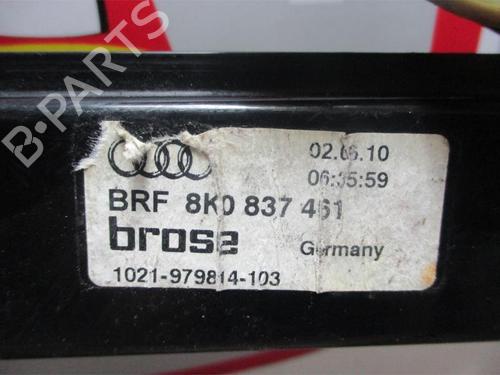 B-PARTS
02.06.10
06:35:59
BRF 8K0 837 461
brose
Germany
1021-979814-103